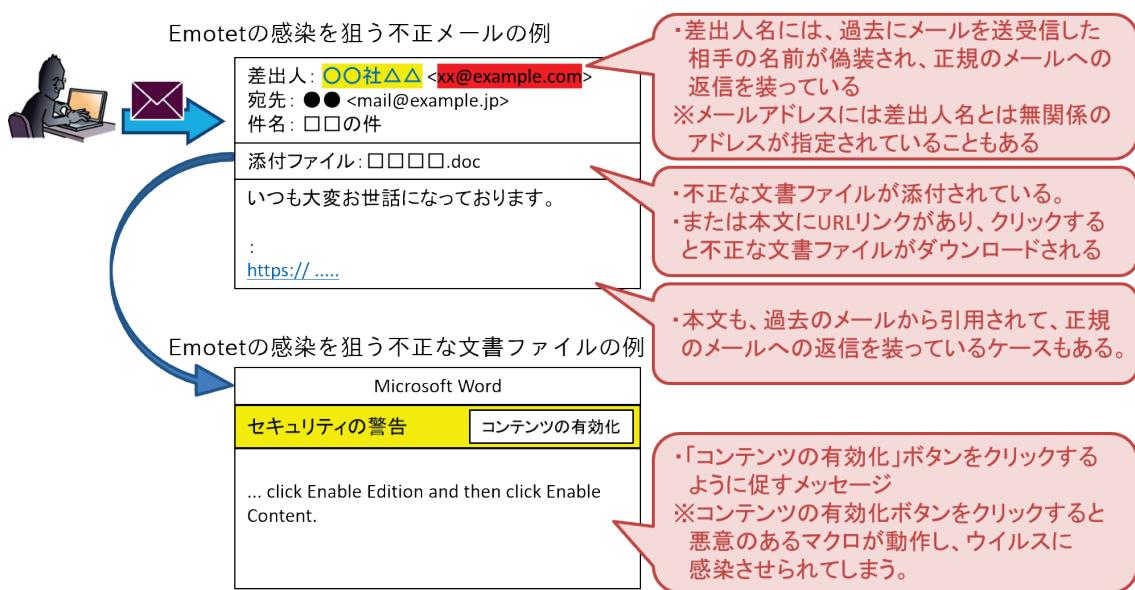 Emotetの感染を狙う不正メールの例
差出人: 〇〇社△△ <xx@example.com>
宛先: ●● <mail@example.jp>
件名: □□の件
添付ファイル:□□□□.doc
いつも大変お世話になっております。
:
https:// .....
・差出人名には、過去にメールを送受信した
相手の名前が偽装され、正規のメールへの
返信を装っている
※メールアドレスには差出人とは無関係の
アドレスが指定されていることもある
・不正な文書ファイルが添付されている。
・または本文にURLリンクがあり、クリックする
と不正な文書ファイルがダウンロードされる
・本文も、過去のメールから引用されて、正規
のメールへの返信を装っているケースもある。
Emotetの感染を狙う不正な文書ファイルの例
Microsoft Word
セキュリティの警告
コンテンツの有効化
... click Enable Edition and then click Enable
Content.
・「コンテンツの有効化」ボタンをクリックする
ように促すメッセージ
※コンテンツの有効化ボタンをクリックすると
悪意のあるマクロが動作し、ウイルスに
感染させられてしまう。